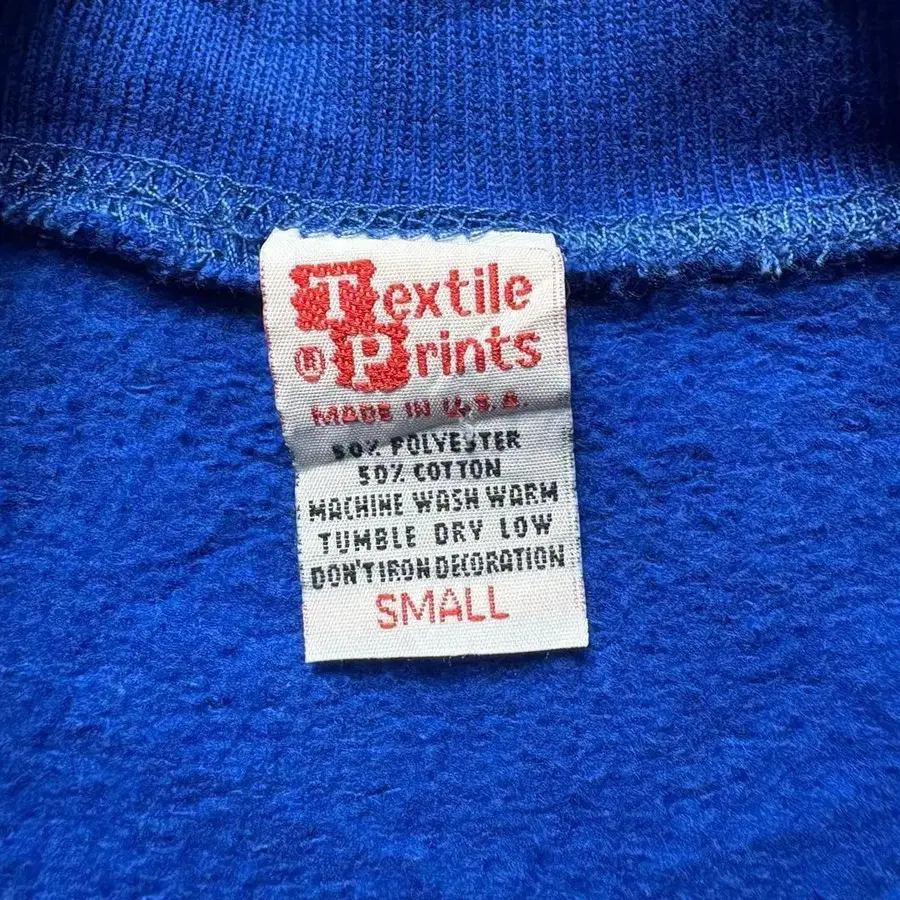 Textile
® Prints
MADE IN U.S.A.
50% POLYESTER
50% COTTON
MACHINE WASH WARM
TUMBLE DRY LOW
DON'T IRON DECORATION
SMALL